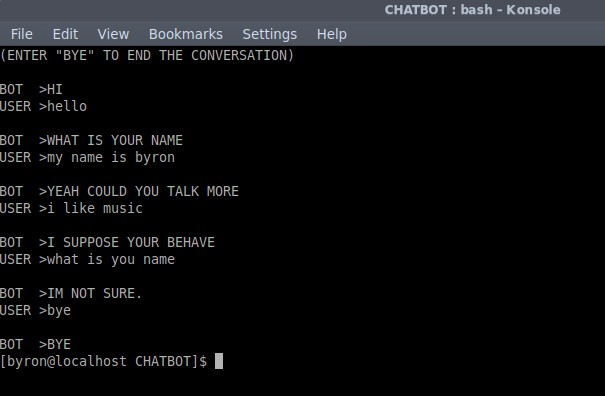 CHATBOT : bash – Konsole
File Edit View Bookmarks Settings Help
(ENTER "BYE" TO END THE CONVERSATION)
BOT >HI
USER >hello
BOT >WHAT IS YOUR NAME
USER >my name is byron
BOT >YEAH COULD YOU TALK MORE
USER >i like music
BOT >I SUPPOSE YOUR BEHAVE
USER >what is you name
BOT >IM NOT SURE.
USER >bye
BOT >BYE
[byron@localhost CHATBOT]$